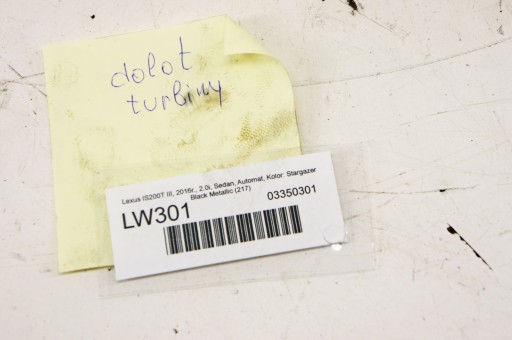 dolot
turbiny
Lexus IS200T III, 2016r., 2.0i, Sedan, Automat, Kolor: Stargazer
Black Metallic (217)
LW301
03350301